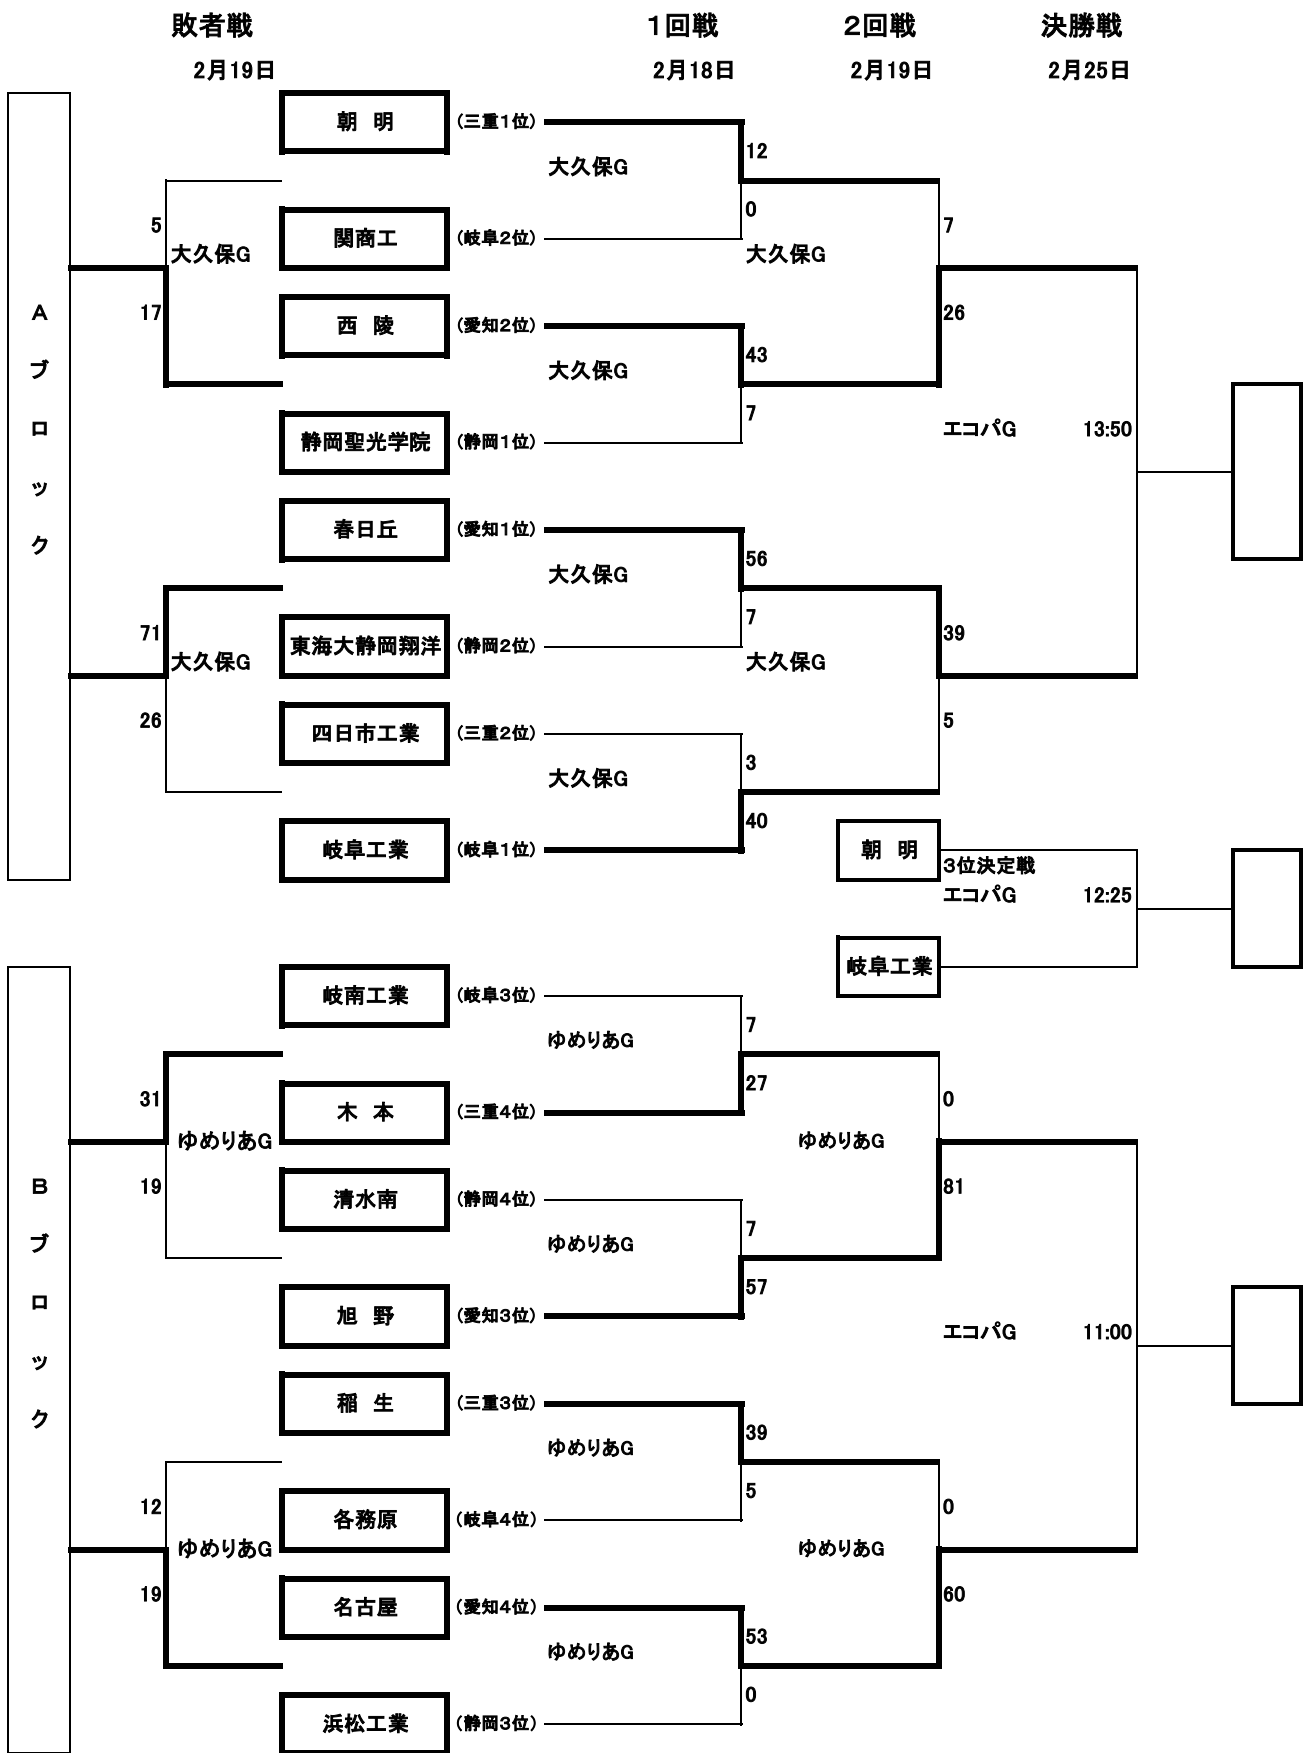 敗者戦 1回戦 2回戦 決勝戦
2月19日 2月18日 2月19日 2月25日
Aブロック
朝 明 (三重1位)
12
大久保G
5 0 7
関商工 (岐阜2位)
大久保G 大久保G
17 西 陵 (愛知2位) 26
43
大久保G
7
静岡聖光学院 (静岡1位) エコパG 13:50
春日丘 (愛知1位)
56
大久保G
7
71 東海大静岡翔洋 (静岡2位) 39
大久保G 大久保G
26 四日市工業 (三重2位) 5
3
大久保G
40
岐阜工業 (岐阜1位) 朝 明
3位決定戦
エコパG 12:25
岐阜工業
Bブロック
岐南工業 (岐阜3位)
7
ゆめりあG
27
31 木 本 (三重4位) 0
ゆめりあG ゆめりあG
19 清水南 (静岡4位) 81
7
ゆめりあG
57
旭 野 (愛知3位) エコパG 11:00
稲 生 (三重3位)
39
ゆめりあG
5
12 各務原 (岐阜4位) 0
ゆめりあG ゆめりあG
19 名古屋 (愛知4位) 60
53
ゆめりあG
0
浜松工業 (静岡3位)